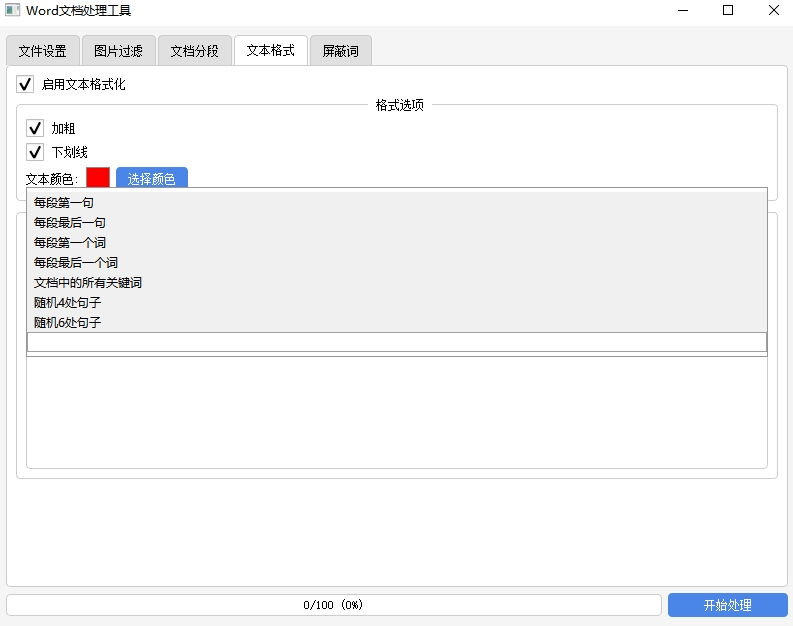 Word文档处理工具
文件设置 图片过滤 文档分段 文本格式 屏蔽词
启用文本格式化
格式选项
加粗
下划线
文本颜色: 选择颜色
每段第一句
每段最后一句
每段第一个词
每段最后一个词
文档中的所有关键词
随机4处句子
随机6处句子
0/100 (0%) 开始处理